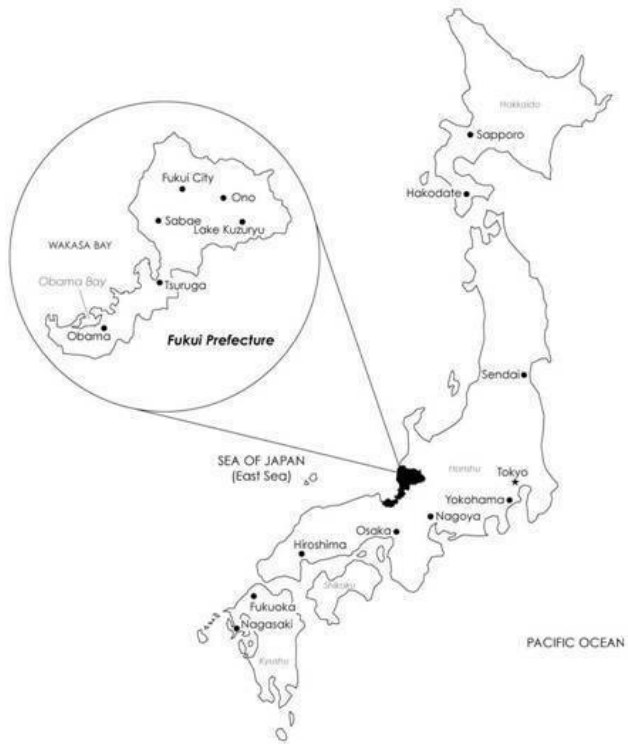 Hokkaido
Sapporo
Hakodate
Fukui City
Ono
Sabae
Lake Kuzuryu
WAKASA BAY
Obama Bay
Tsuruga
Obama
Fukui Prefecture
Sendai
SEA OF JAPAN
(East Sea)
Honshu
Tokyo
Yokohama
Nagoya
Osaka
Hiroshima
Shikoku
Fukuoka
Nagasaki
Kyushu
PACIFIC OCEAN